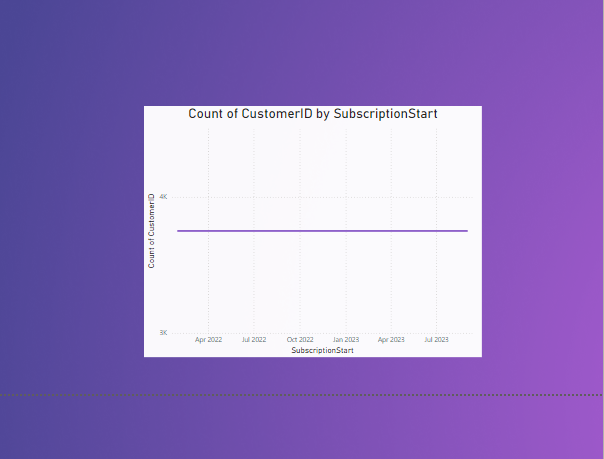 Count of CustomerID by SubscriptionStart
Count of CustomerID
4K
3K
Apr 2022 Jul 2022 Oct 2022 Jan 2023 Apr 2023 Jul 2023
SubscriptionStart